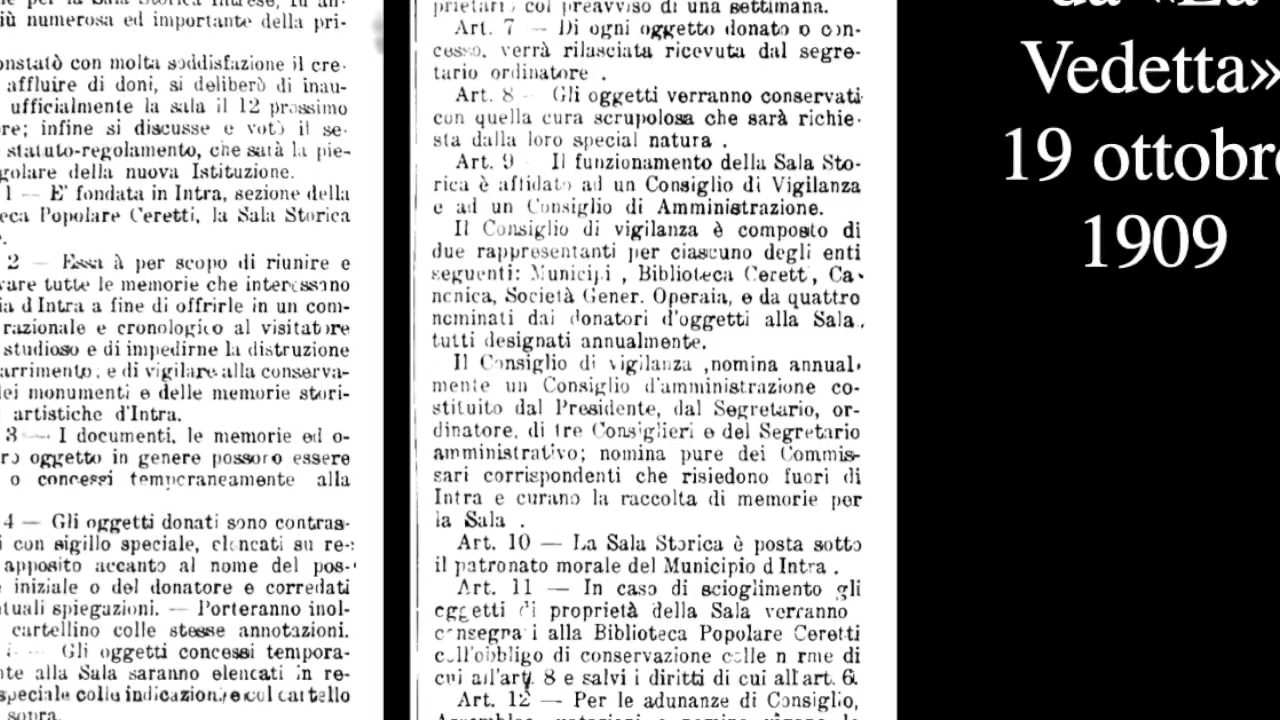 più numerosa ed importante della pri-
constatò con molta soddisfazione il cre-
affluire di doni, si deliberò di inau-
ufficialmente la sala il 12 prossimo
infine si discusse e votò il se-
statuto-regolamento, che sarà la pie-
golare della nuova Istituzione.
1 — E' fondata in Intra, sezione della
eca Popolare Ceretti, la Sala Storica
2 — Essa à per scopo di riunire e
vare tutte le memorie che interessano
d'Intra a fine di offrirle in un com-
razionale e cronologico al visitatore
studioso e di impedirne la distruzione
arrimento, e di vigilare alla conserva-
dei monumenti e delle memorie stori-
artistiche d'Intra.
3 — I documenti, le memorie ed o-
oggetto in genere possono essere
o concessi temporaneamente alla
4 — Gli oggetti donati sono contras-
con sigillo speciale, elencati su re-
apposito accanto al nome del pos-
iniziale o del donatore e corredati
tuali spiegazioni. — Porteranno inol-
cartellino colle stesse annotazioni.
Gli oggetti concessi tempora-
alla Sala saranno elencati in re-
speciale colla indicazione e col cartello
sopra.
prietari col preavviso di una settimana.
Art. 7 — Di ogni oggetto donato o con-
cesso, verrà rilasciata ricevuta dal segre-
tario ordinatore .
Art. 8 — Gli oggetti verranno conservati
con quella cura scrupolosa che sarà richie-
sta dalla loro special natura .
Art. 9 — Il funzionamento della Sala Sto-
rica è affidato ad un Consiglio di Vigilanza
e ad un Consiglio di Amministrazione.
Il Consiglio di vigilanza è composto di
due rappresentanti per ciascuno degli enti
seguenti: Municipi , Biblioteca Cerett , Ca-
nonica, Società Gener. Operaia, e da quattro
nominati dai donatori d'oggetti alla Sala,
tutti designati annualmente.
Il Consiglio di vigilanza ,nomina annual-
mente un Consiglio d'amministrazione co-
stituito dal Presidente, dal Segretario, or-
dinatore, di tre Consiglieri e del Segretario
amministrativo; nomina pure dei Commis-
sari corrispondenti che risiedono fuori di
Intra e curano la raccolta di memorie per
la Sala .
Art. 10 — La Sala Storica è posta sotto
il patronato morale del Municipio d'Intra .
Art. 11 — In caso di scioglimento gli
oggetti di proprietà della Sala verranno
consegnati alla Biblioteca Popolare Ceretti
coll'obbligo di conservazione colle norme di
cui all'art. 8 e salvi i diritti di cui all'art. 6.
Art. 12 — Per le adunanze di Consiglio,
da «La
Vedetta»
19 ottobre
1909